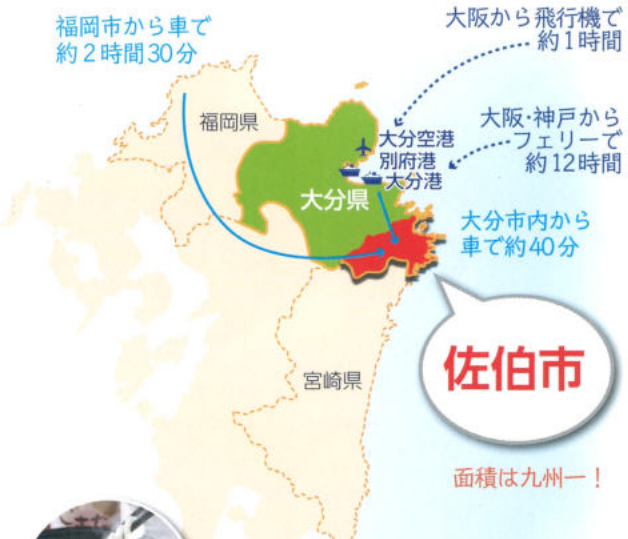 福岡市から車で
約2時間30分
大阪から飛行機で
約1時間
福岡県
大分空港
別府港
大分港
大阪・神戸から
フェリーで
約12時間
大分県
大分市内から
車で約40分
佐伯市
宮崎県
面積は九州一!